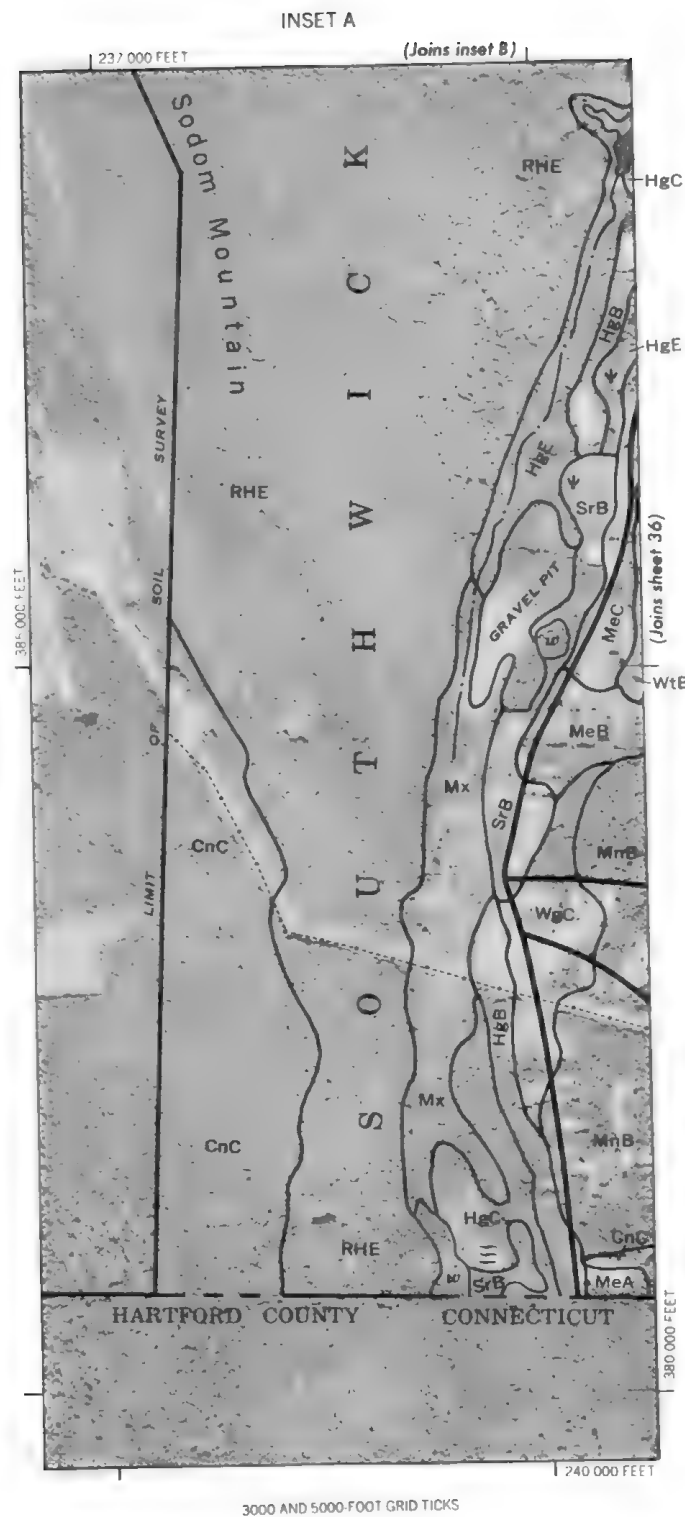 INSET A
237 000 FEET
(Joins inset B)
Sodom Mountain
RHE
HgC
HgB
HgE
HgE
SrB
RHE
SURVEY
SOIL
OF
LIMIT
SOUTHWICK
GRAVEL PIT
385 000 FEET
(Joins sheet 36)
MeC
WtB
MeB
Mx
SrB
CnC
MnB
WgC
HgB
Mx
CnC
MnB
HgC
RHE
CnC
SrB
MeA
HARTFORD COUNTY CONNECTICUT
380 000 FEET
240 000 FEET
3000 AND 5000-FOOT GRID TICKS